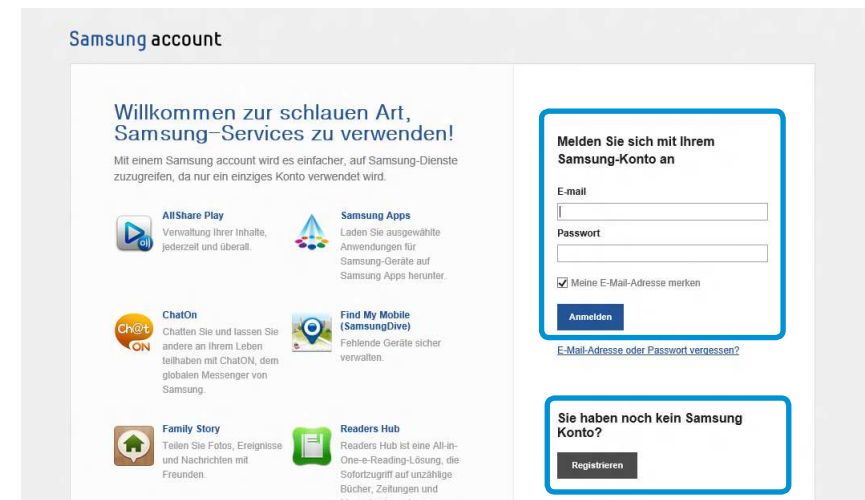 Samsung account
Willkommen zur schlauen Art,
Samsung-Services zu verwenden!
Mit einem Samsung account wird es einfacher, auf Samsung-Dienste
zuzugreifen, da nur ein einziges Konto verwendet wird.
AllShare Play
Verwaltung Ihrer Inhalte,
jederzeit und überall.
Samsung Apps
Laden Sie ausgewählte
Anwendungen für
Samsung-Geräte auf
Samsung Apps herunter.
Ch@t
ON
ChatOn
Chatten Sie und lassen Sie
andere an Ihrem Leben
teilhaben mit ChatON, dem
globalen Messenger von
Samsung.
Find My Mobile
(SamsungDive)
Fehlende Geräte sicher
verwalten.
Family Story
Teilen Sie Fotos, Ereignisse
und Nachrichten mit
Freunden.
Readers Hub
Readers Hub ist eine All-in-
One-e-Reading-Lösung, die
Sofortzugriff auf unzählige
Bücher, Zeitungen und
Melden Sie sich mit Ihrem
Samsung-Konto an
E-mail
Passwort
Meine E-Mail-Adresse merken
Anmelden
E-Mail-Adresse oder Passwort vergessen?
Sie haben noch kein Samsung
Konto?
Registrieren